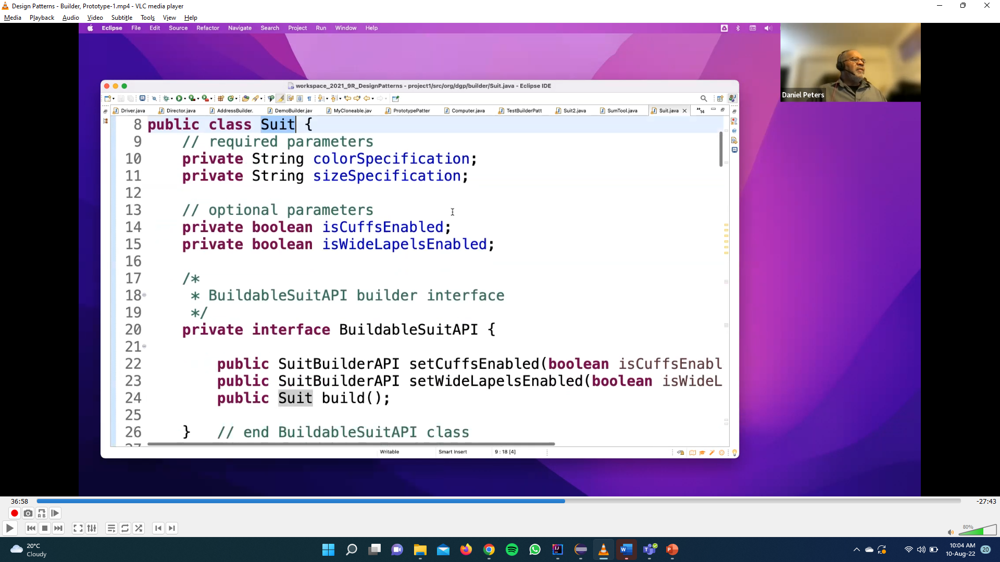 Design Patterns - Builder, Prototype-1.mp4 - VLC media player
Media Playback Audio Video Subtitle Tools View Help
Eclipse File Edit Source Refactor Navigate Search Project Run Window Help
Daniel Peters
workspace_2021_9R_DesignPatterns - project1/src/org/dgp/builder/Suit.java - Eclipse IDE
Driver.java Director.java AddressBuilder. DemoBuilder.jav MyCloneable.jav PrototypePatter Computer.java TestBuilderPatt Suit2.java SumTool.java Suit.java 14
8 public class Suit {
9 // required parameters
10 private String colorSpecification;
11 private String sizeSpecification;
12
13 // optional parameters
14 private boolean isCuffsEnabled;
15 private boolean isWideLapelsEnabled;
16
17 /*
18 * BuildableSuitAPI builder interface
19 */
20 private interface BuildableSuitAPI {
21
22 public SuitBuilderAPI setCuffsEnabled(boolean isCuffsEnabl
23 public SuitBuilderAPI setWideLapelsEnabled(boolean isWideL
24 public Suit build();
25
26 } // end BuildableSuitAPI class
Writable Smart Insert 9 : 18 [4]
36:58 -27:43
80%
20°C
Cloudy
10:04 AM
10-Aug-22
20